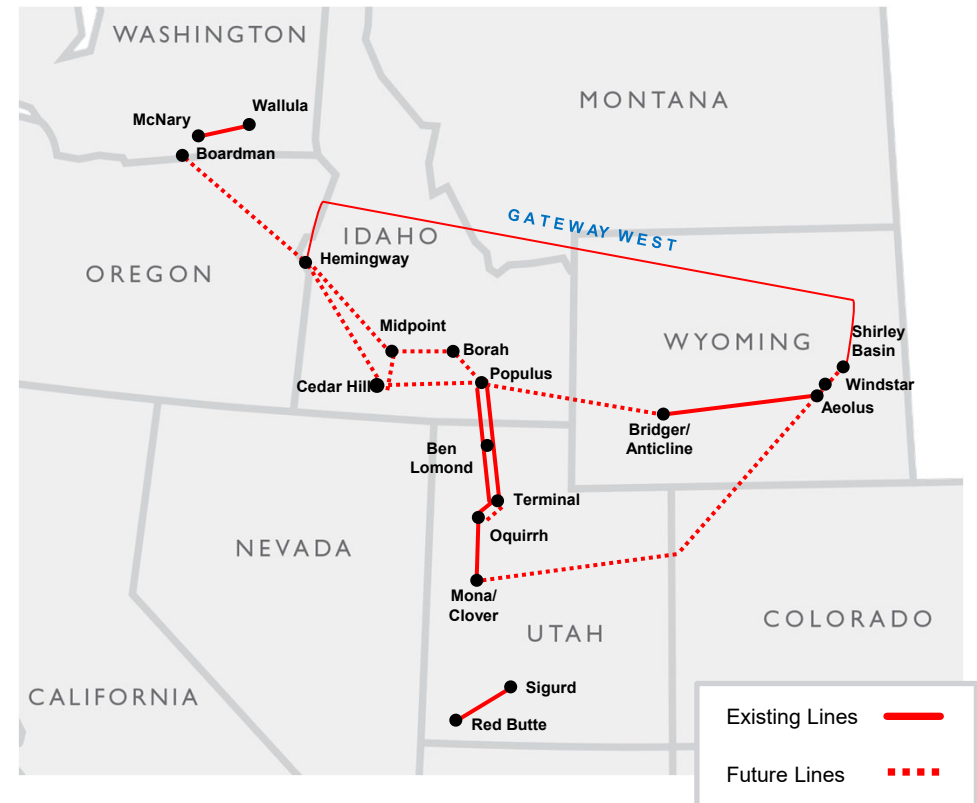 WASHINGTON
MONTANA
Wallula
McNary
Boardman
GATEWAY WEST
IDAHO
Hemingway
OREGON
Midpoint
Borah
WYOMING
Shirley
Basin
Populus
Cedar Hill
Windstar
Aeolus
Bridger/
Anticline
Ben
Lomond
Terminal
Oquirrh
NEVADA
Mona/
Clover
UTAH
COLORADO
CALIFORNIA
Sigurd
Red Butte
Existing Lines
Future Lines